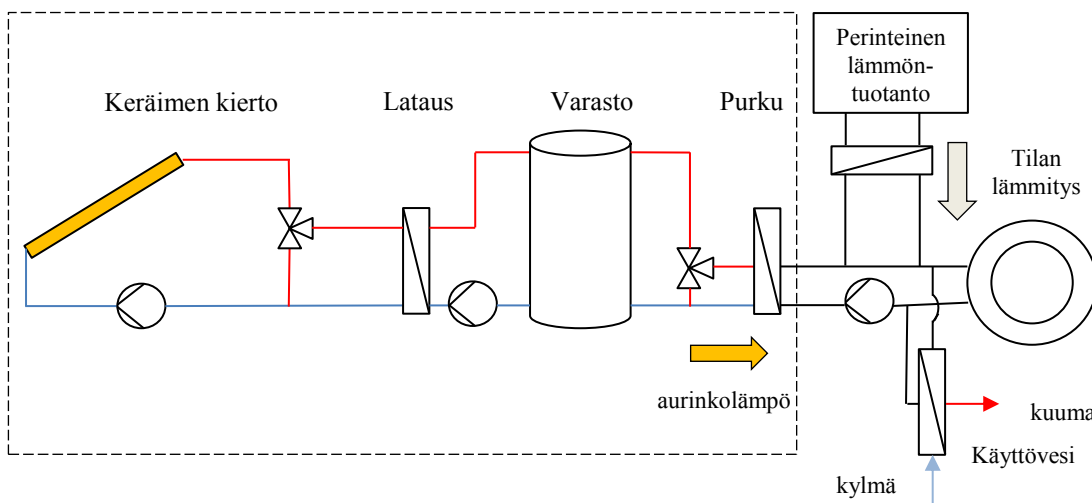 Perinteinen
lämmön-
tuotanto
Keräimen kierto
Lataus
Varasto
Purku
Tilan
lämmitys
aurinkolämpö
kuuma
Käyttövesi
kylmä